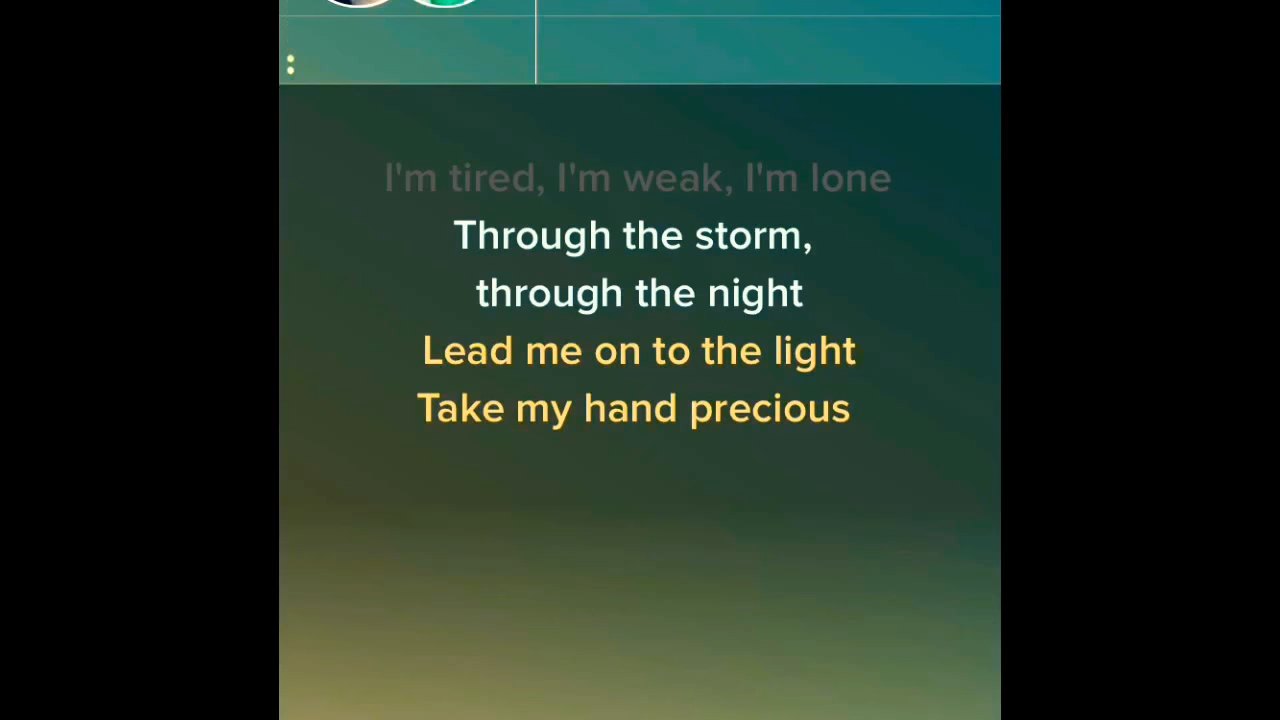 :
I'm tired, I'm weak, I'm lone
Through the storm,
through the night
Lead me on to the light
Take my hand precious